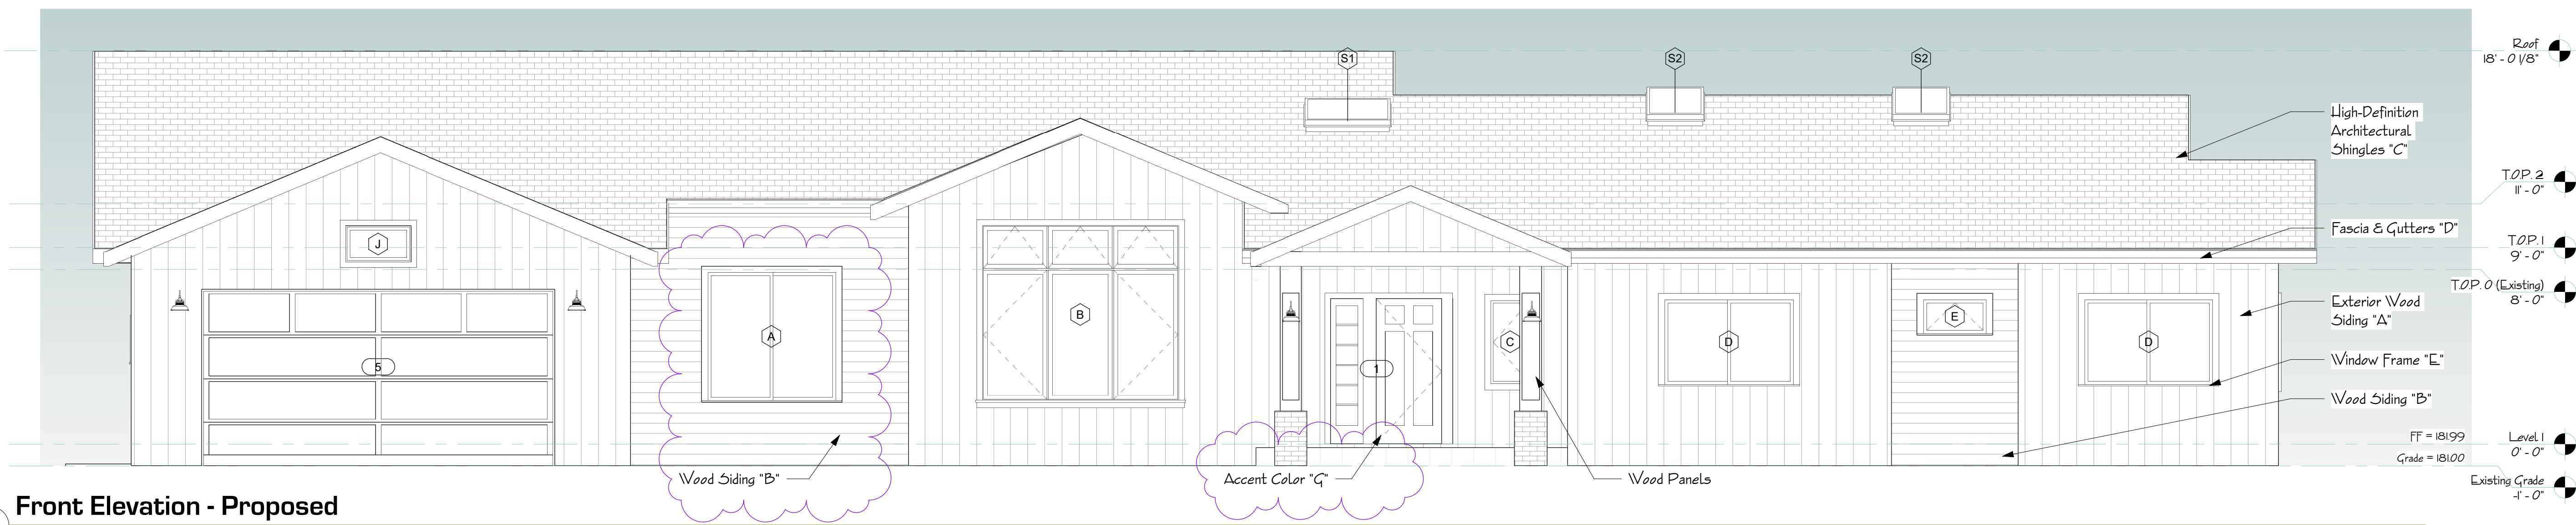 S1
S2
S2
Roof
18' - 0 1/8"
High-Definition
Architectural
Shingles "C"
T.O.P. 2
11' - 0"
Fascia & Gutters "D"
T.O.P. 1
9' - 0"
T.O.P. 0 (Existing)
8' - 0"
Exterior Wood
Siding "A"
J
A
B
C
D
E
D
5
1
Window Frame "E"
Wood Siding "B"
FF = 181.99
Level 1
0' - 0"
Grade = 181.00
Existing Grade
-1' - 0"
Wood Siding "B"
Accent Color "G"
Wood Panels
Front Elevation - Proposed